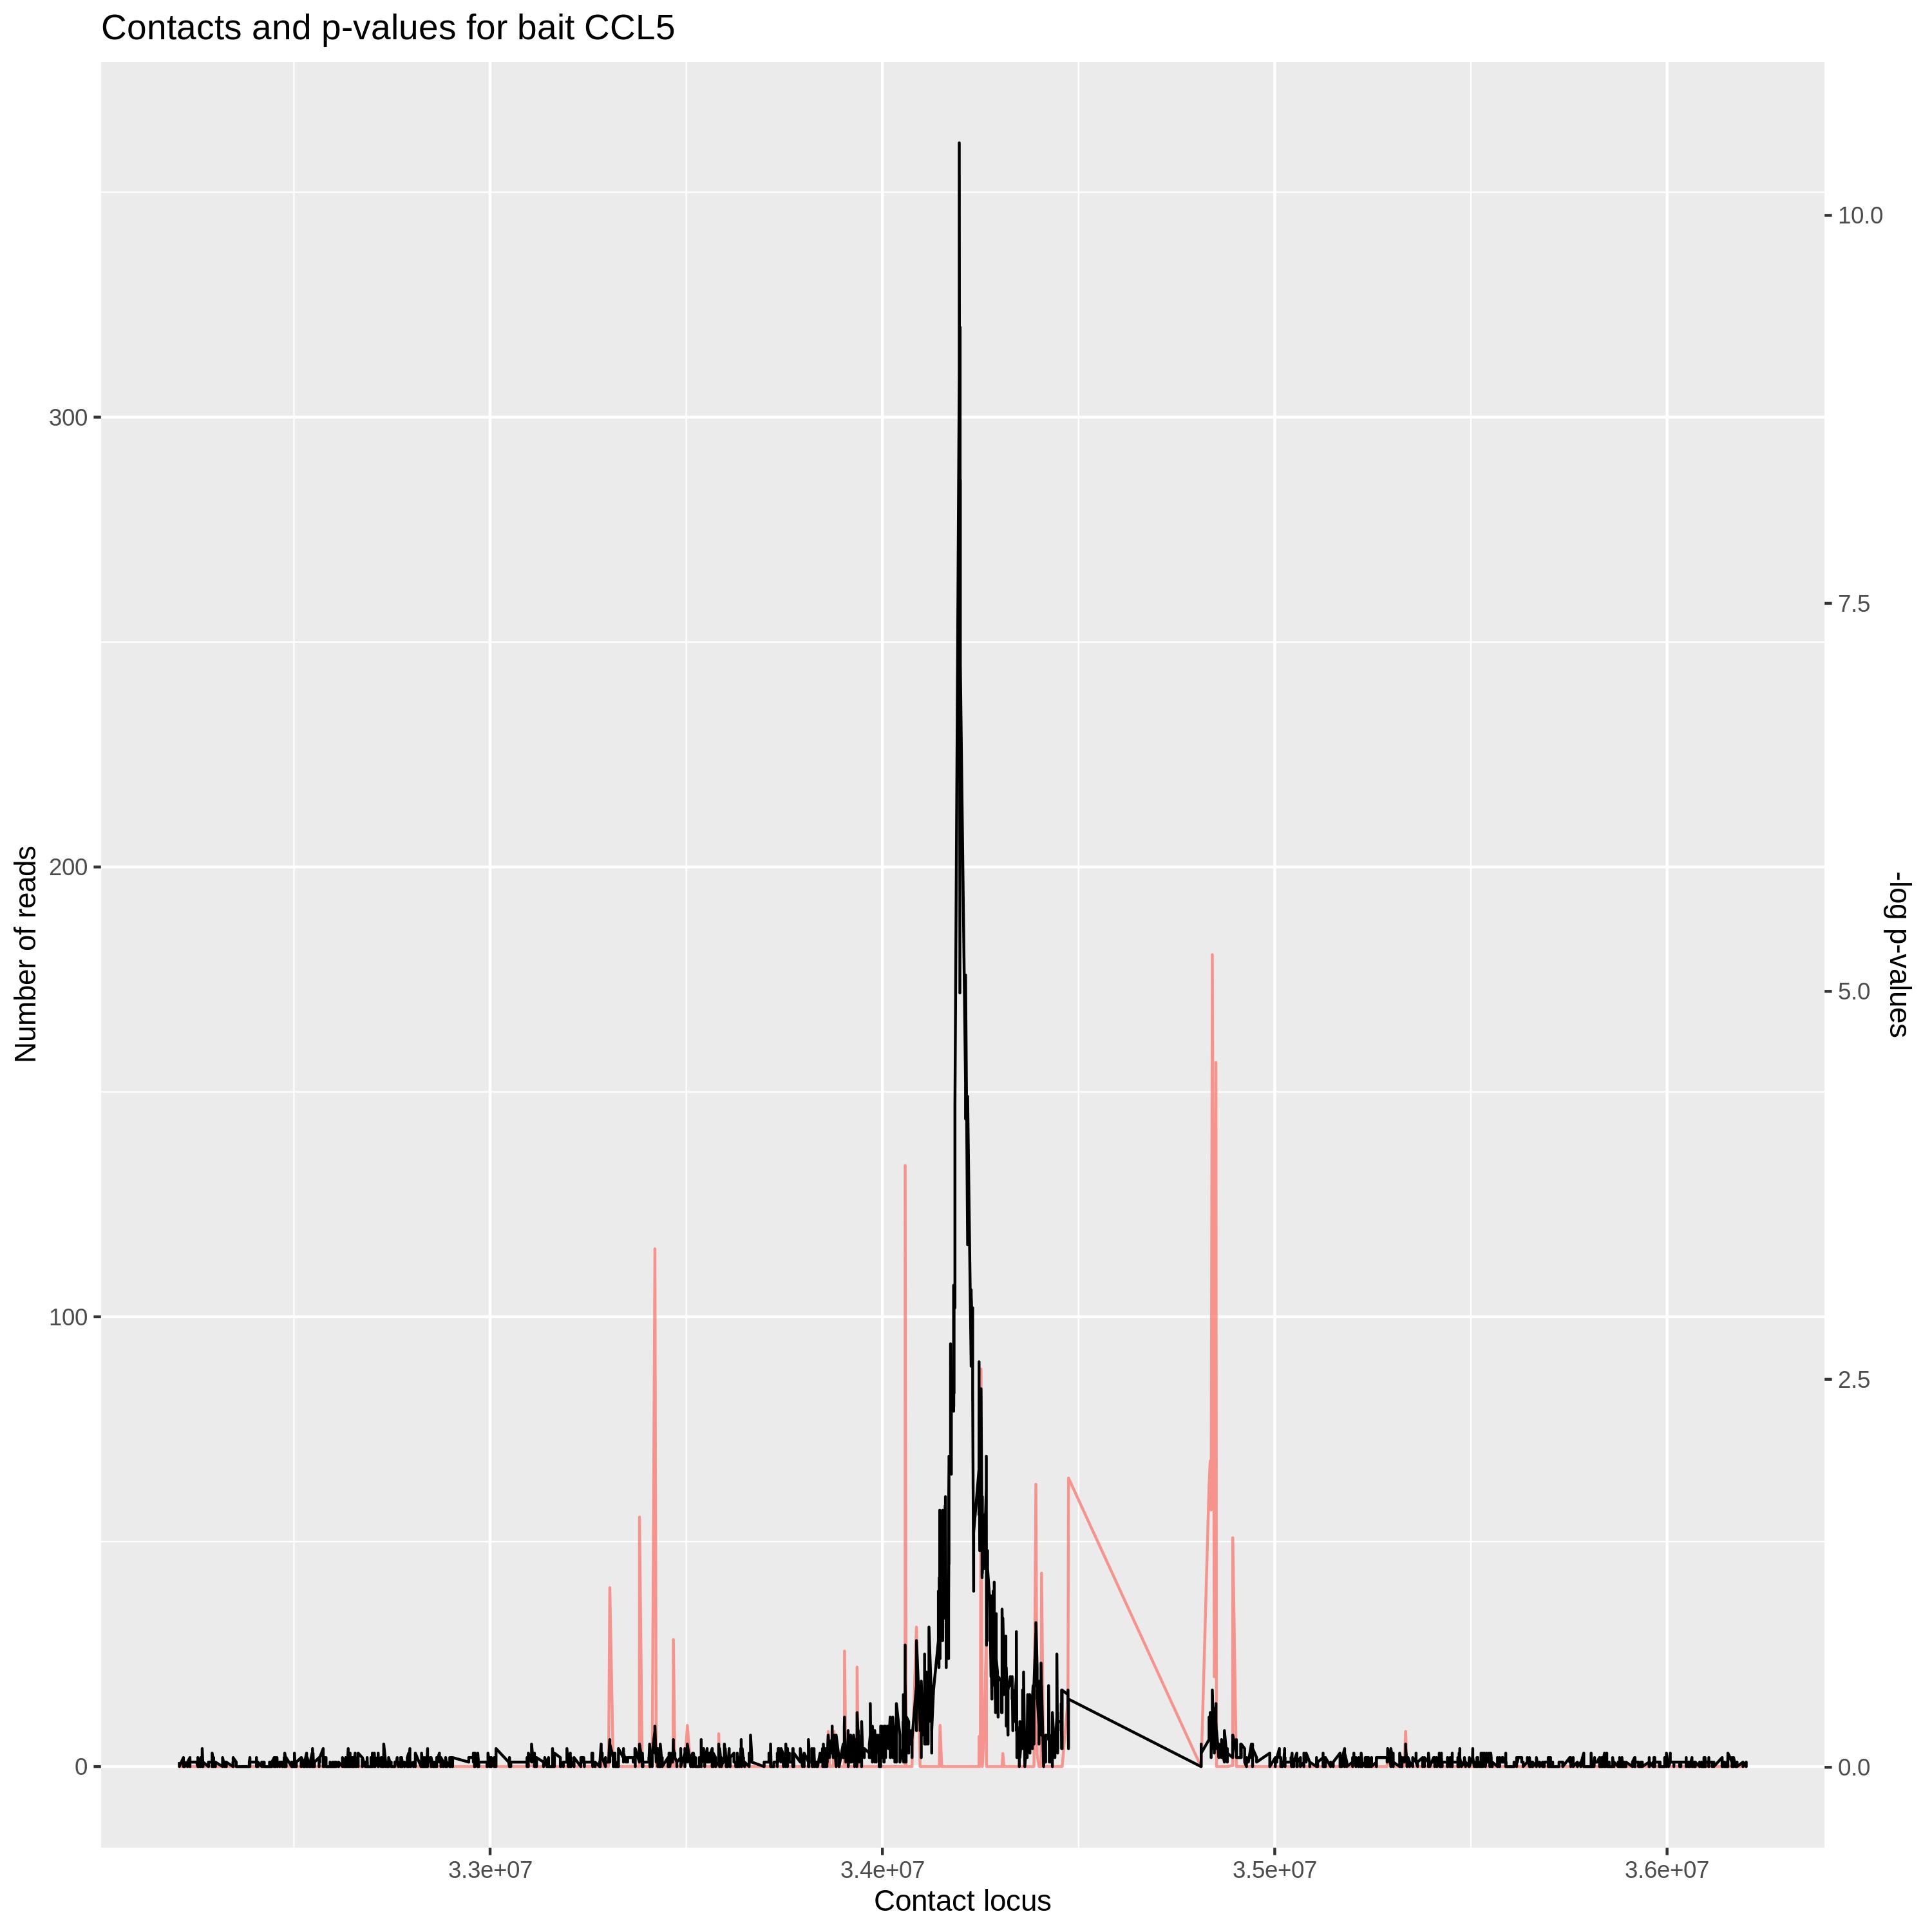 Contacts and p-values for bait CCL5
Number of reads
300
200
100
0
10.0
7.5
5.0
2.5
0.0
-log p-values
3.3e+07
3.4e+07
3.5e+07
3.6e+07
Contact locus